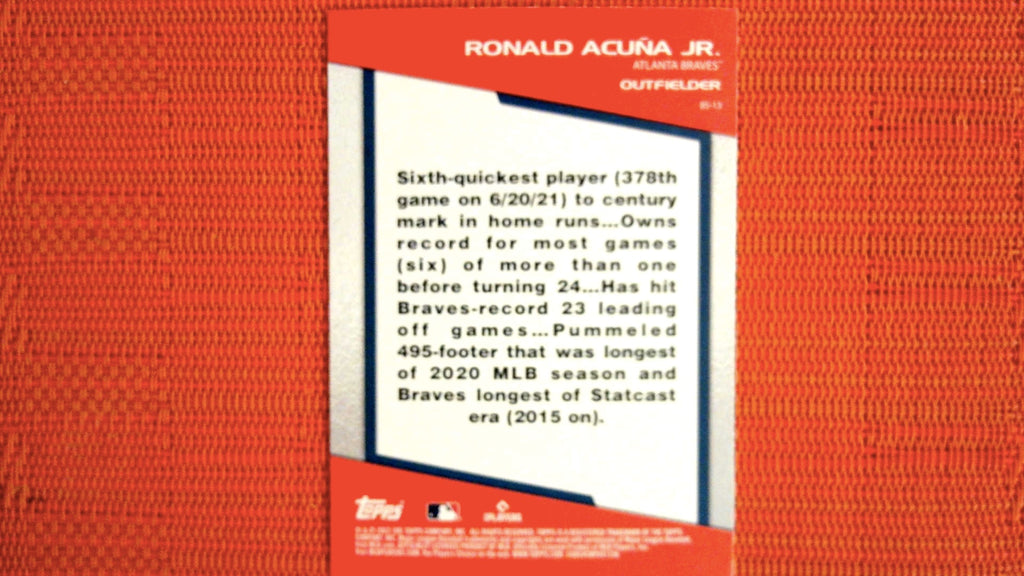 RONALD ACUÑA JR.
ATLANTA BRAVES™
OUTFIELDER
Sixth-quickest player (378th
game on 6/20/21) to century
mark in home runs...Owns
record for most games
(six) of more than one
before turning 24...Has hit
Braves-record 23 leading
off games...Pummeled
495-footer that was longest
of 2020 MLB season and
Braves longest of Statcast
era (2015 on).
Topps
PLAYERS